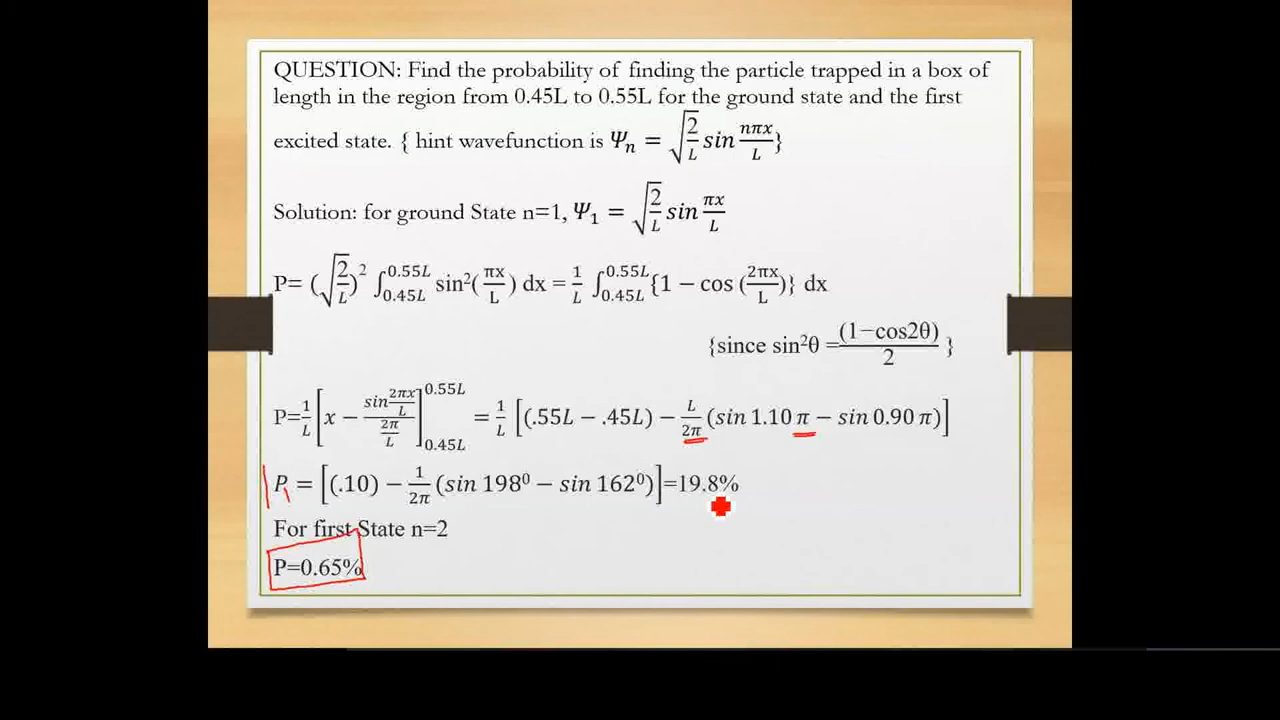 QUESTION: Find the probability of finding the particle trapped in a box of
length in the region from 0.45L to 0.55L for the ground state and the first
excited state. { hint wavefunction is Ψₙ = √(2/L) sin nπx/L }
Solution: for ground State n=1, Ψ₁ = √(2/L) sin πx/L
P= (√(2/L))² ∫_{0.45L}^{0.55L} sin²(πx/L) dx = 1/L ∫_{0.45L}^{0.55L} {1 − cos (2πx/L)} dx
{since sin²θ =(1−cos2θ)/2 }
P=1/L [x − (sin 2πx/L)/(2π/L)]_{0.45L}^{0.55L} = 1/L [(.55L − .45L) − L/2π (sin 1.10 π − sin 0.90 π)]
P₁ = [(.10) − 1/2π (sin 198⁰ − sin 162⁰)]=19.8%
For first State n=2
P=0.65%